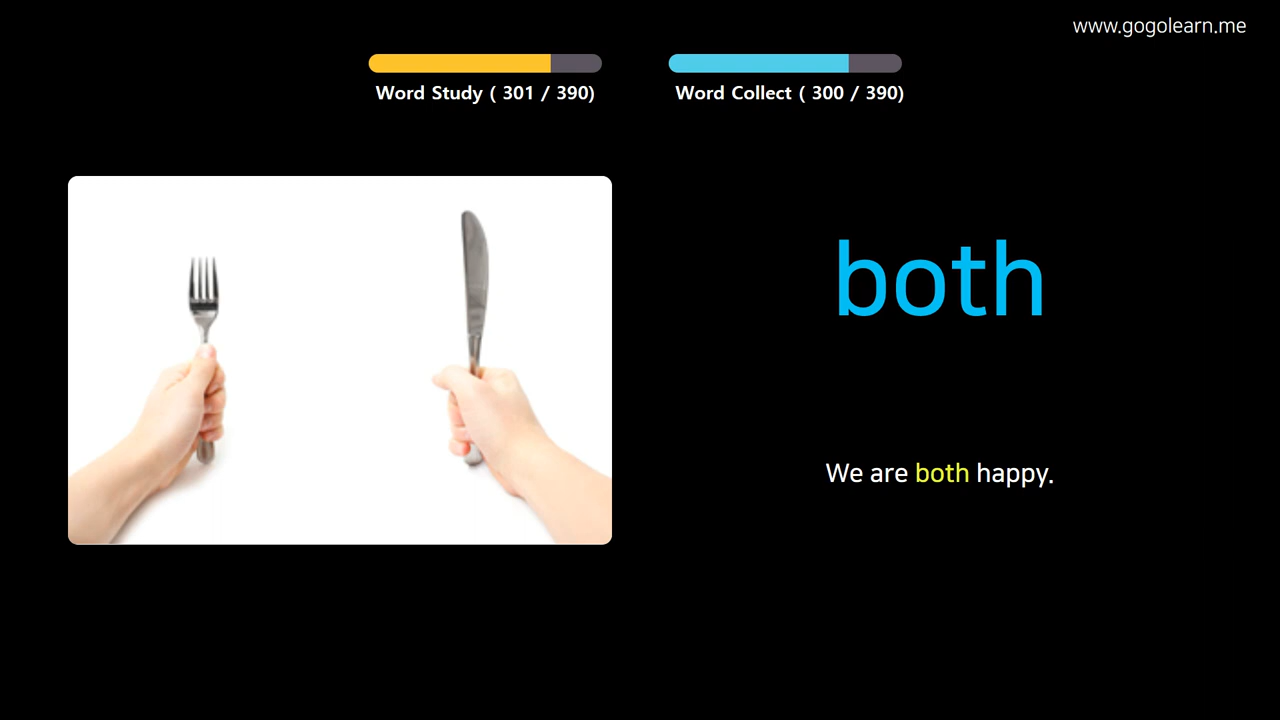 www.gogolearn.me
Word Study ( 301 / 390)
Word Collect ( 300 / 390)
both
We are both happy.